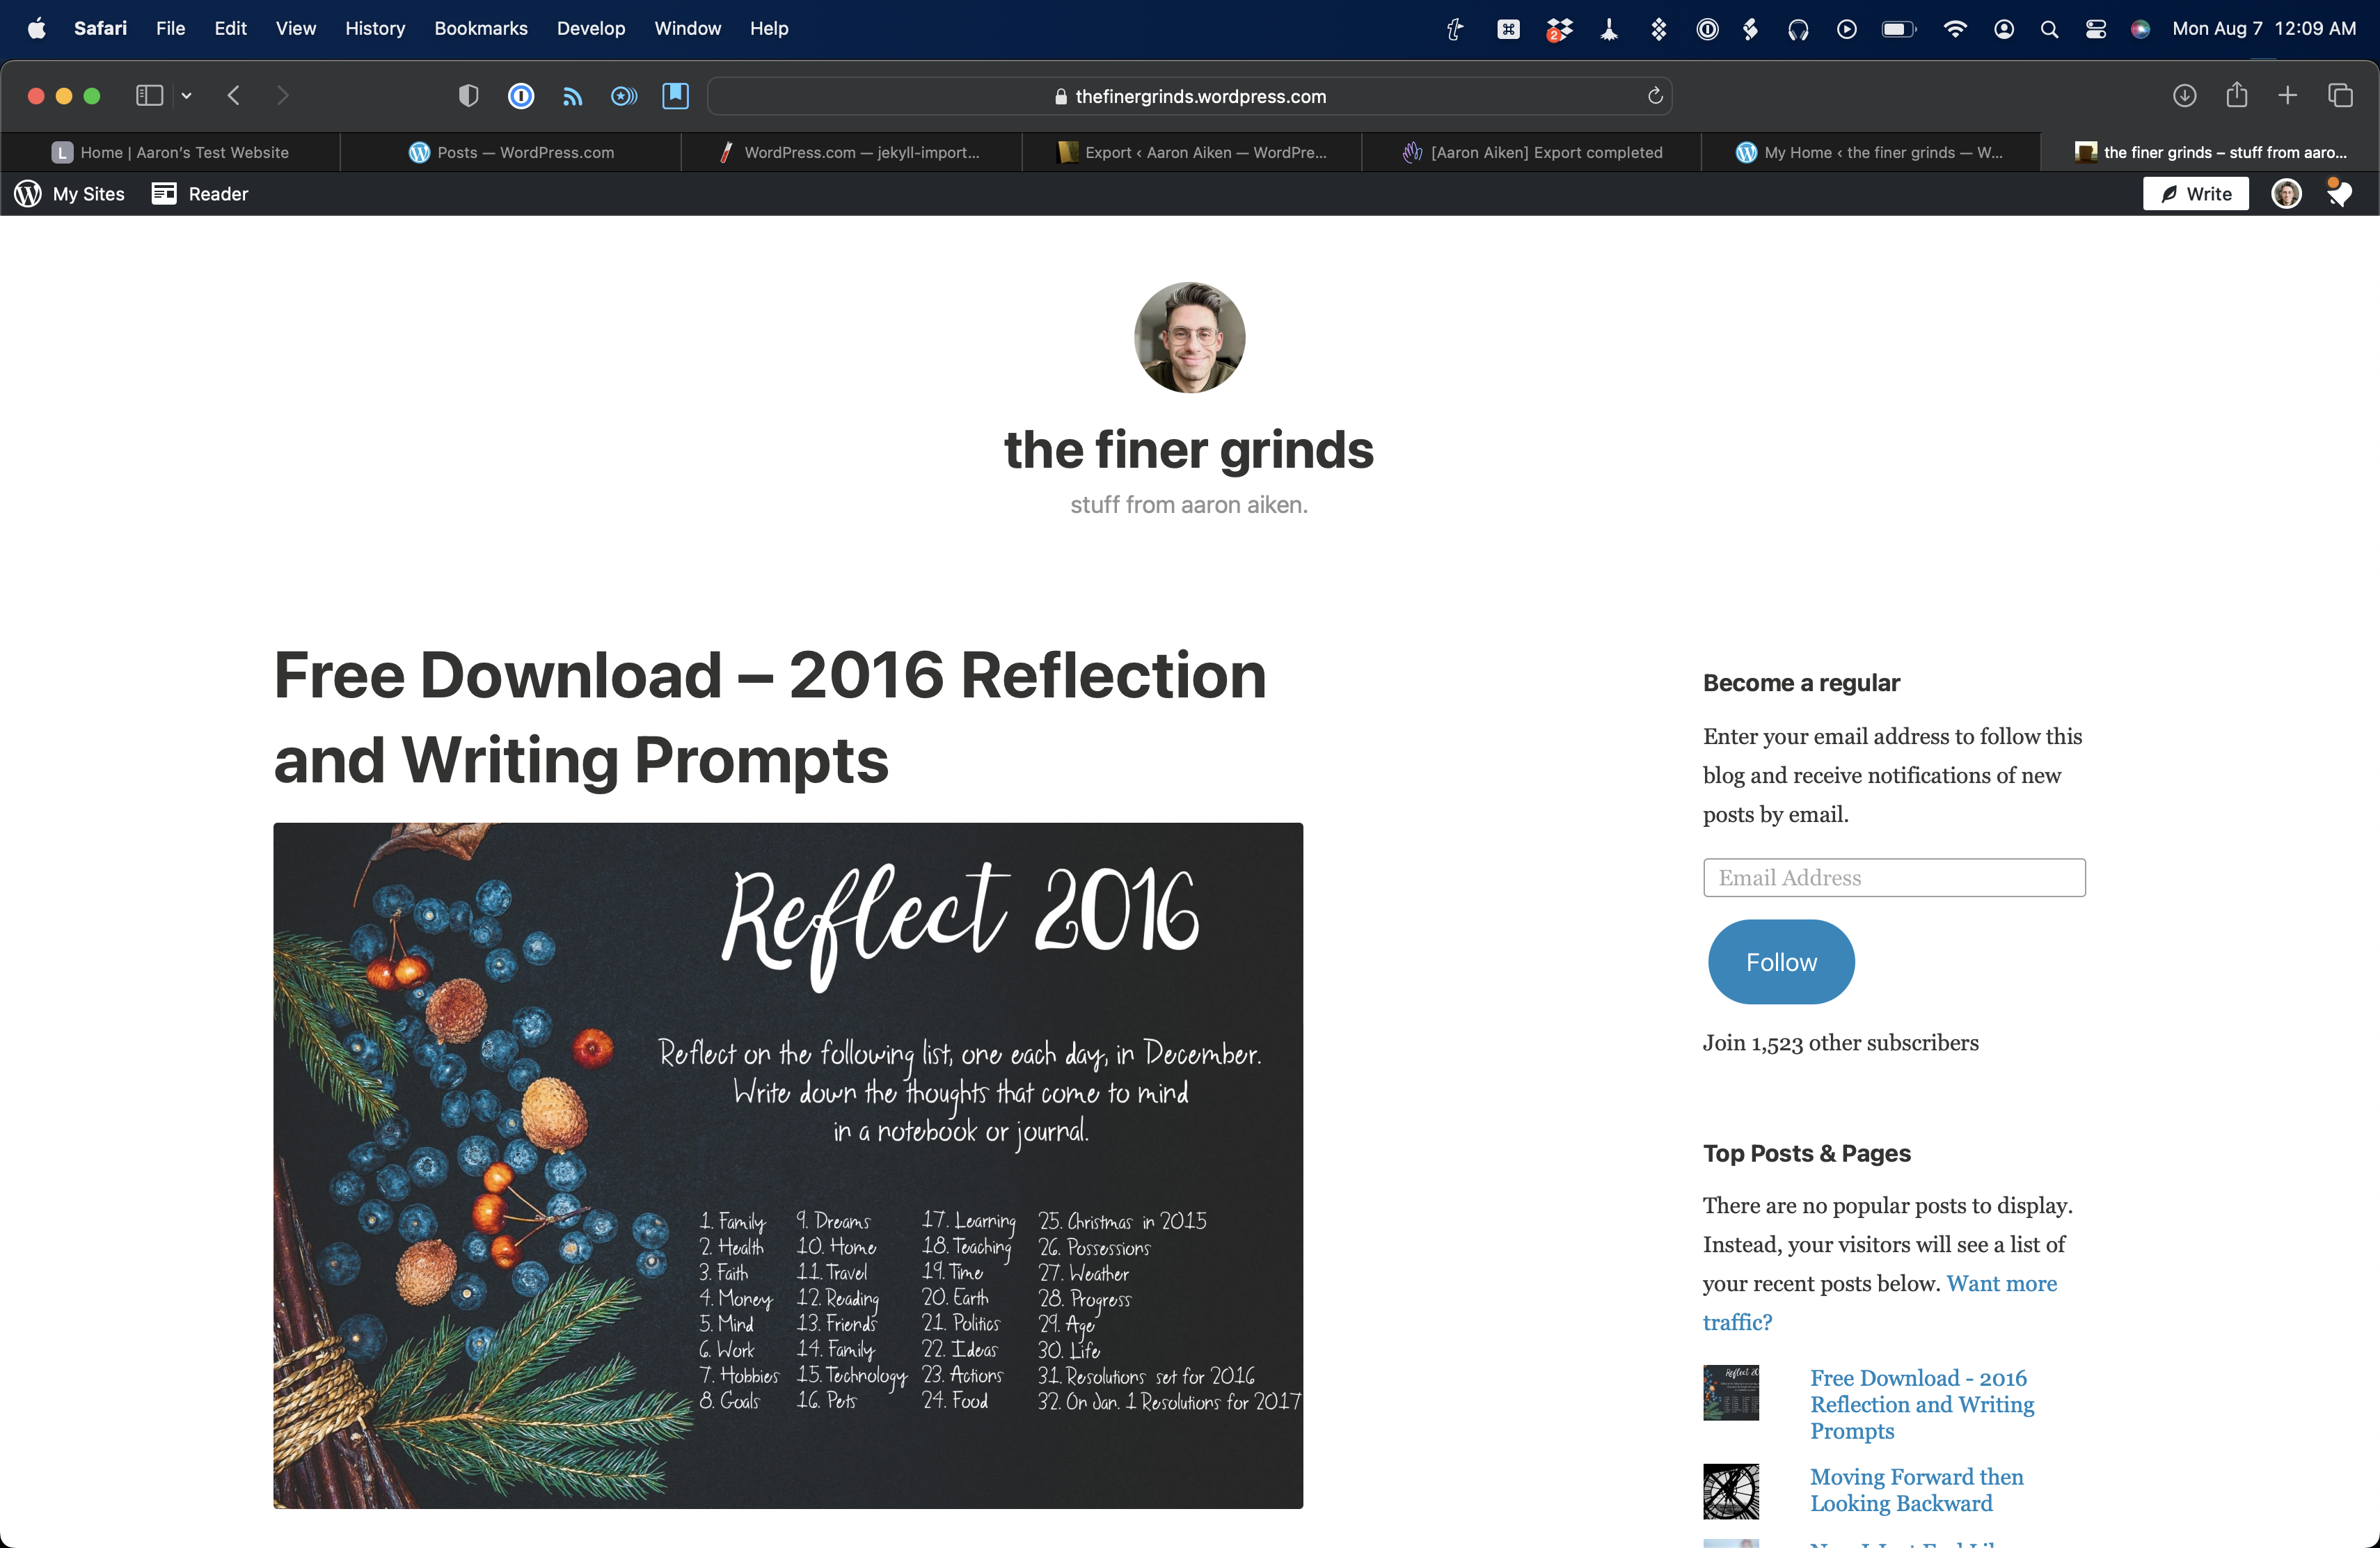 Safari File Edit View History Bookmarks Develop Window Help
2
Mon Aug 7 12:09 AM
thefinergrinds.wordpress.com
L Home | Aaron's Test Website
Posts — WordPress.com
WordPress.com — jekyll-import...
Export ‹ Aaron Aiken — WordPre...
[Aaron Aiken] Export completed
My Home ‹ the finer grinds — W...
the finer grinds – stuff from aaro...
My Sites Reader Write
the finer grinds
stuff from aaron aiken.
Free Download – 2016 Reflection
and Writing Prompts
Reflect 2016
Reflect on the following list, one each day, in December.
Write down the thoughts that come to mind
in a notebook or journal.
1. Family
2. Health
3. Faith
4. Money
5. Mind
6. Work
7. Hobbies
8. Goals
9. Dreams
10. Home
11. Travel
12. Reading
13. Friends
14. Family
15. Technology
16. Pets
17. Learning
18. Teaching
19. Time
20. Earth
21. Politics
22. Ideas
23. Actions
24. Food
25. Christmas in 2015
26. Possessions
27. Weather
28. Progress
29. Age
30. Life
31. Resolutions set for 2016
32. On Jan. 1 Resolutions for 2017
Become a regular
Enter your email address to follow this
blog and receive notifications of new
posts by email.
Email Address
Follow
Join 1,523 other subscribers
Top Posts & Pages
There are no popular posts to display.
Instead, your visitors will see a list of
your recent posts below. Want more
traffic?
Free Download - 2016
Reflection and Writing
Prompts
Moving Forward then
Looking Backward